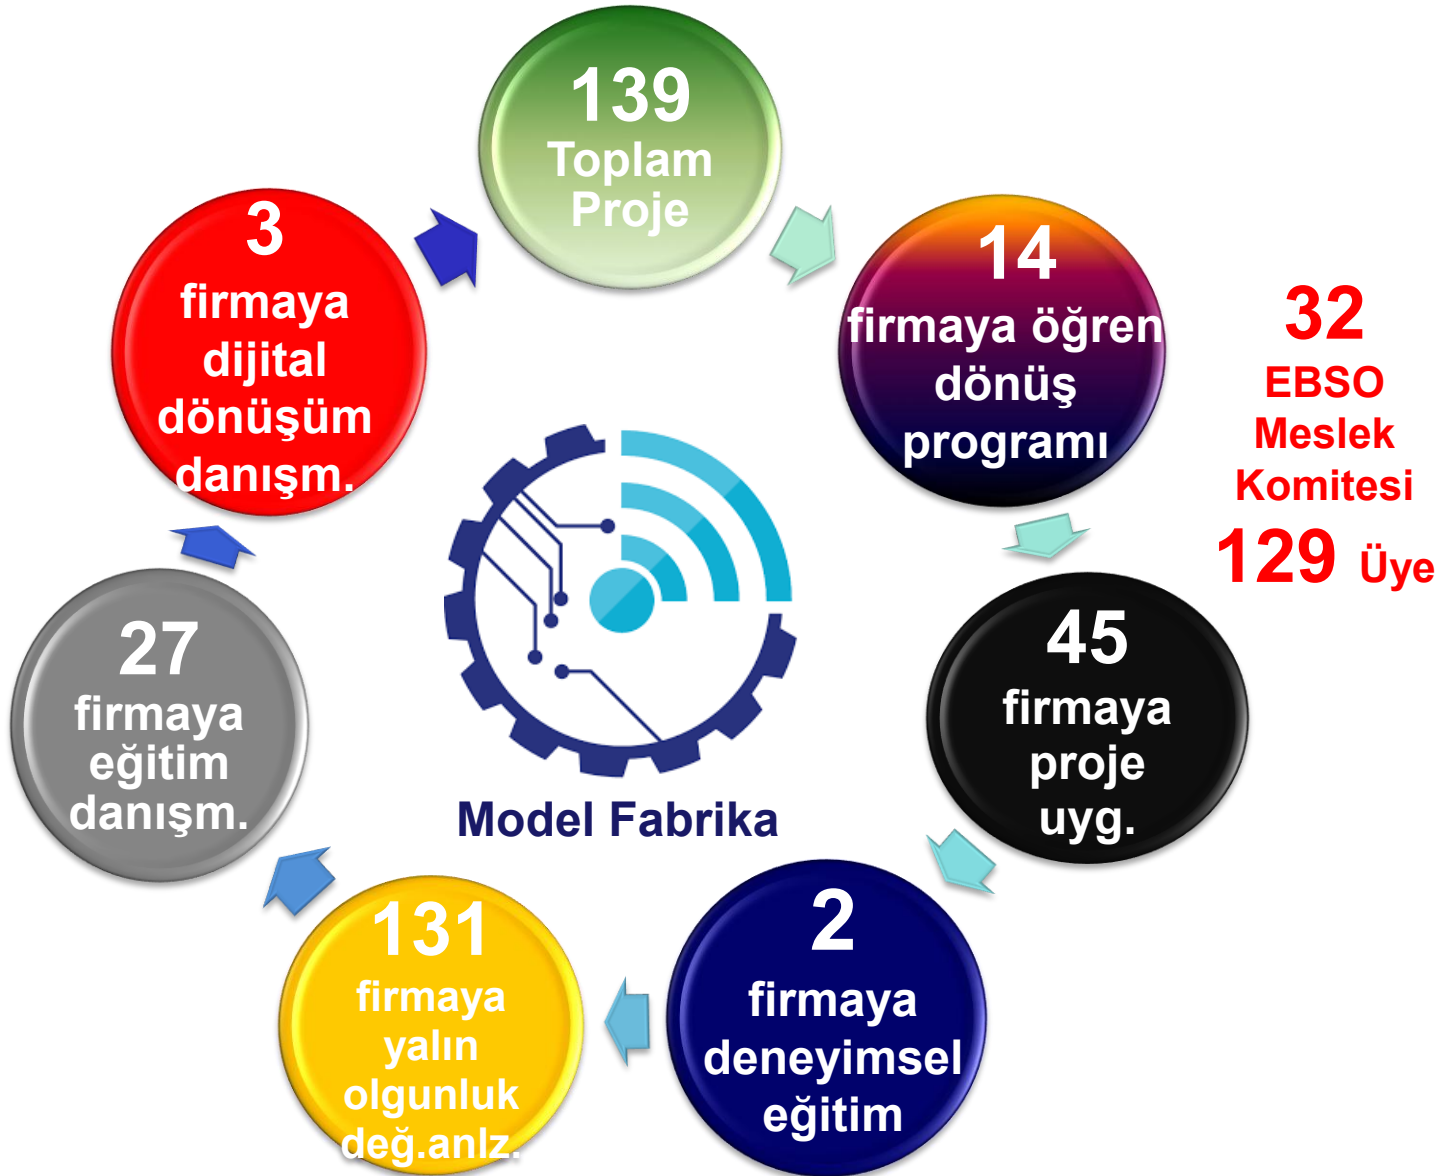 139
Toplam
Proje
14
firmaya öğren
dönüş
programı
32
EBSO
Meslek
Komitesi
129 Üye
45
firmaya
proje
uyg.
2
firmaya
deneyimsel
eğitim
131
firmaya
yalın
olgunluk
değ.anlz.
27
firmaya
eğitim
danışm.
3
firmaya
dijital
dönüşüm
danışm.
Model Fabrika